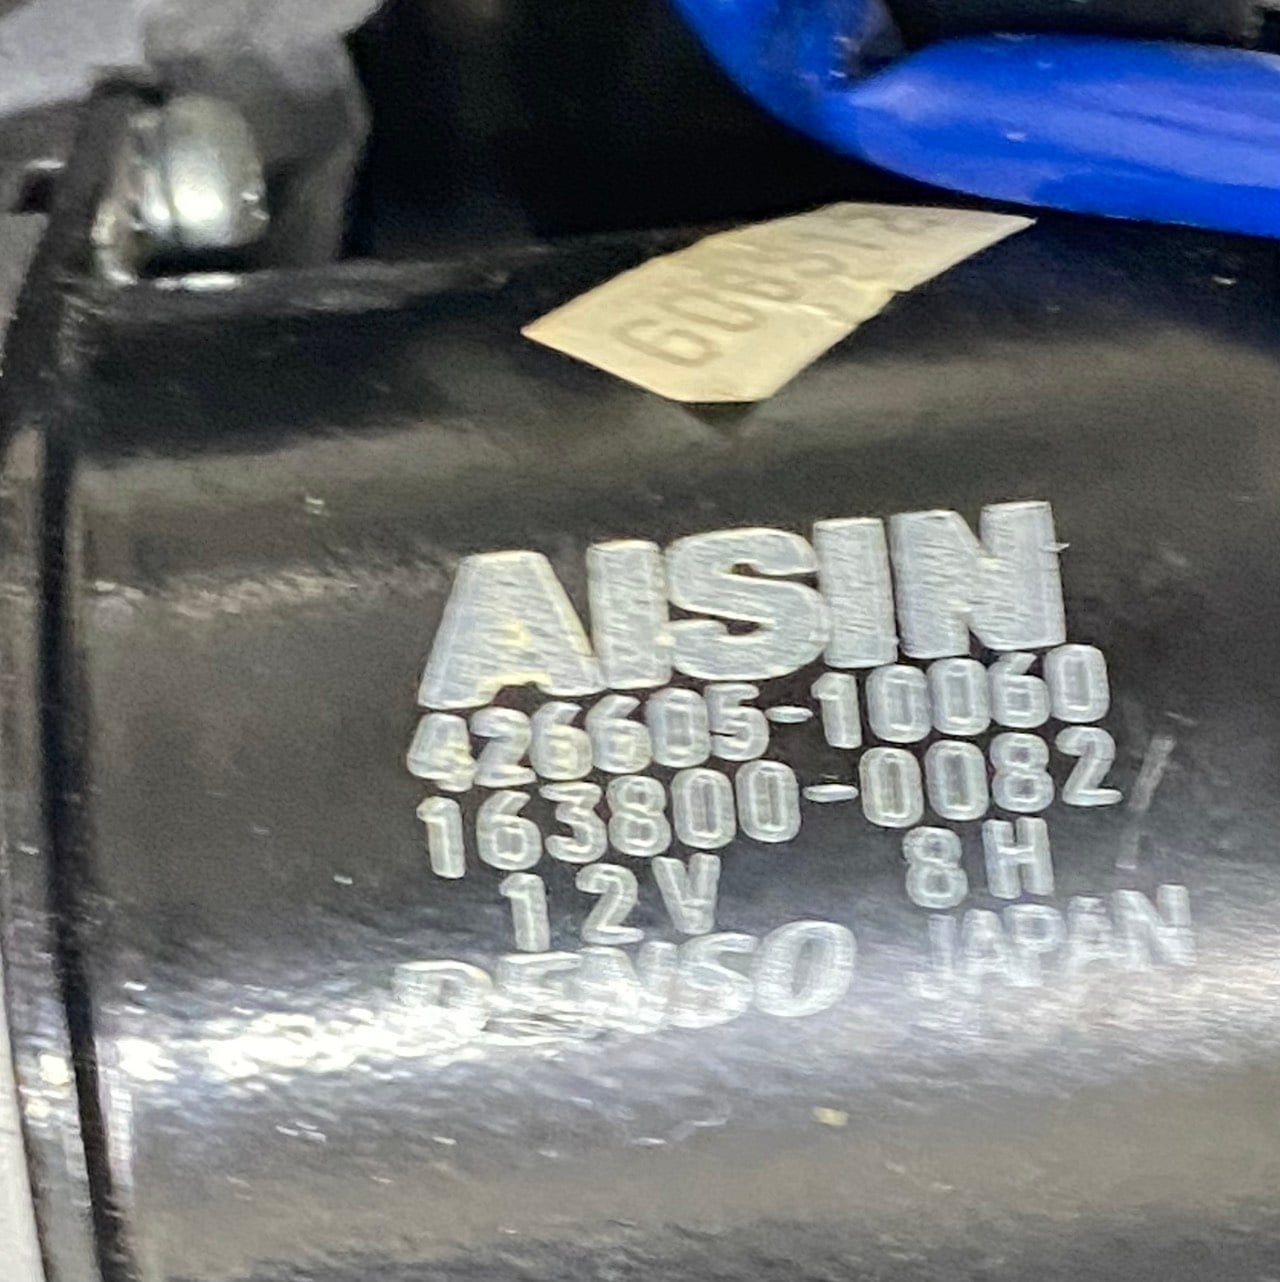 AISIN
426605-10060
163800-0082
12V 8H
DENSO JAPAN